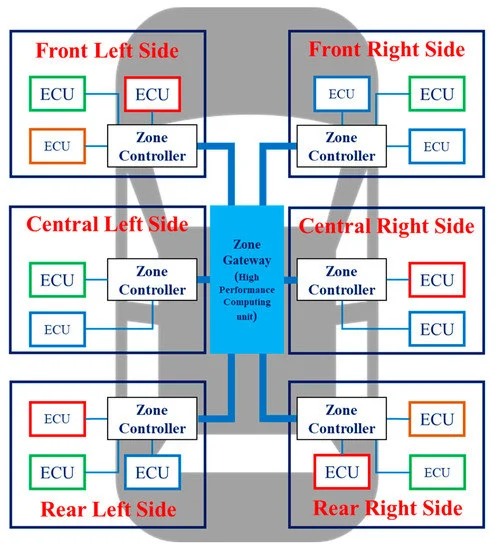 Front Left Side
ECU
ECU
ECU
Zone
Controller
Front Right Side
ECU
ECU
Zone
Controller
ECU
Central Left Side
ECU
Zone
Controller
ECU
Zone
Gateway
(High
Performance
Computing
unit)
Central Right Side
Zone
Controller
ECU
ECU
ECU
Zone
Controller
ECU
ECU
Rear Left Side
Zone
Controller
ECU
ECU
ECU
Rear Right Side